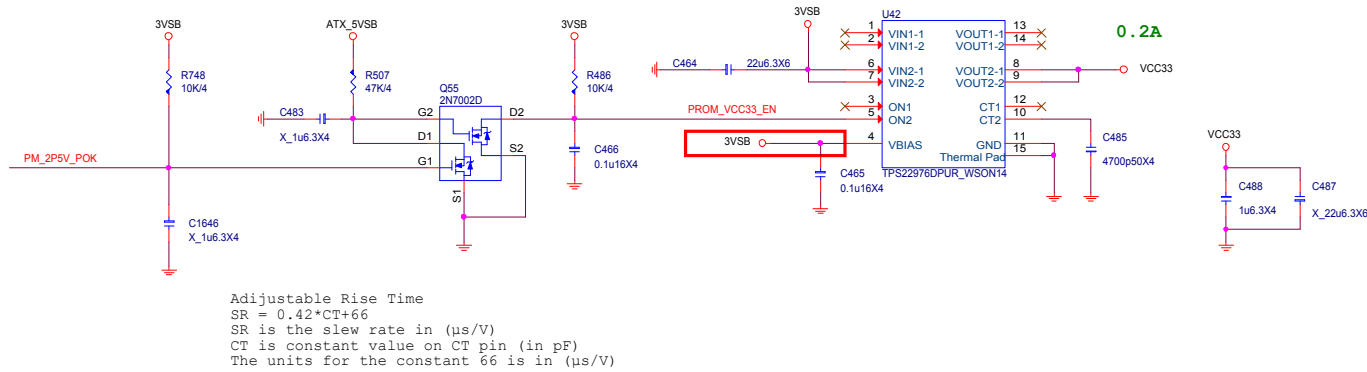 3VSB
ATX_5VSB
3VSB
3VSB
U42
0.2A
R748
10K/4
R507
47K/4
R486
10K/4
C464
22u6.3X6
1 VIN1-1
2 VIN1-2
6 VIN2-1
7 VIN2-2
3 ON1
5 ON2
4 VBIAS
VOUT1-1 13
VOUT1-2 14
VOUT2-1 8
VOUT2-2 9
CT1 12
CT2 10
GND 11
Thermal Pad 15
TPS22976DPUR_WSON14
VCC33
Q55
2N7002D
C483
X_1u6.3X4
G2
D1
G1
D2
S2
S1
PROM_VCC33_EN
PM_2P5V_POK
C466
0.1u16X4
3VSB
C465
0.1u16X4
C485
4700p50X4
C1646
X_1u6.3X4
VCC33
C488
1u6.3X4
C487
X_22u6.3X6
Adijustable Rise Time
SR = 0.42*CT+66
SR is the slew rate in (µs/V)
CT is constant value on CT pin (in pF)
The units for the constant 66 is in (µs/V)